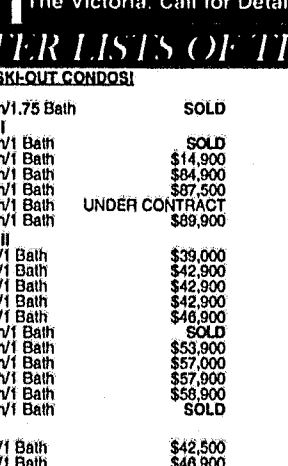 The Victoria. Call for Detai
TER LISTS OF TI
SKI-OUT CONDOS!
n/1.75 Bath SOLD
I
n/1 Bath SOLD
n/1 Bath $14,900
n/1 Bath $84,900
n/1 Bath $87,500
n/1 Bath UNDER CONTRACT
n/1 Bath $89,900
II
n/1 Bath $39,000
n/1 Bath $42,900
n/1 Bath $42,900
n/1 Bath $42,900
n/1 Bath $46,900
n/1 Bath SOLD
n/1 Bath $53,900
n/1 Bath $57,000
n/1 Bath $57,900
n/1 Bath $58,900
n/1 Bath SOLD
n/1 Bath $42,500
n/1 Bath $46,900